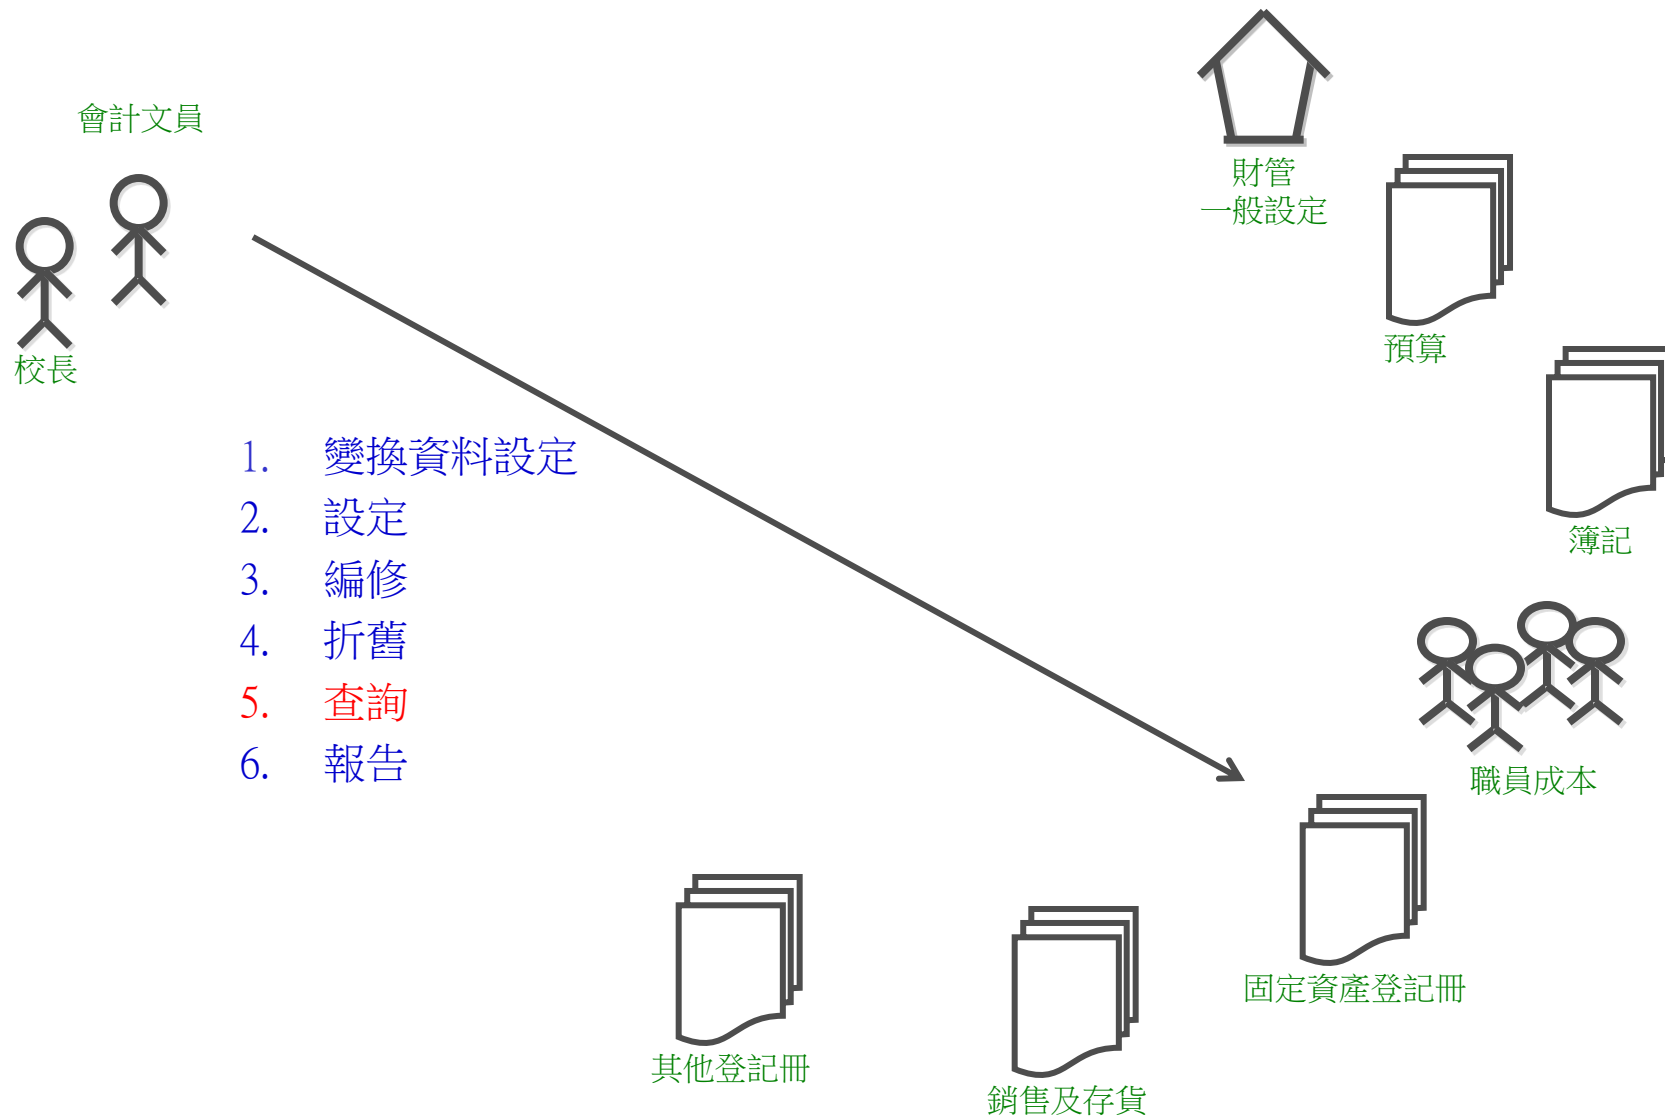 會計文員
校長
財管
一般設定
預算
簿記
1. 變換資料設定
2. 設定
3. 編修
4. 折舊
5. 查詢
6. 報告
職員成本
固定資產登記冊
其他登記冊
銷售及存貨